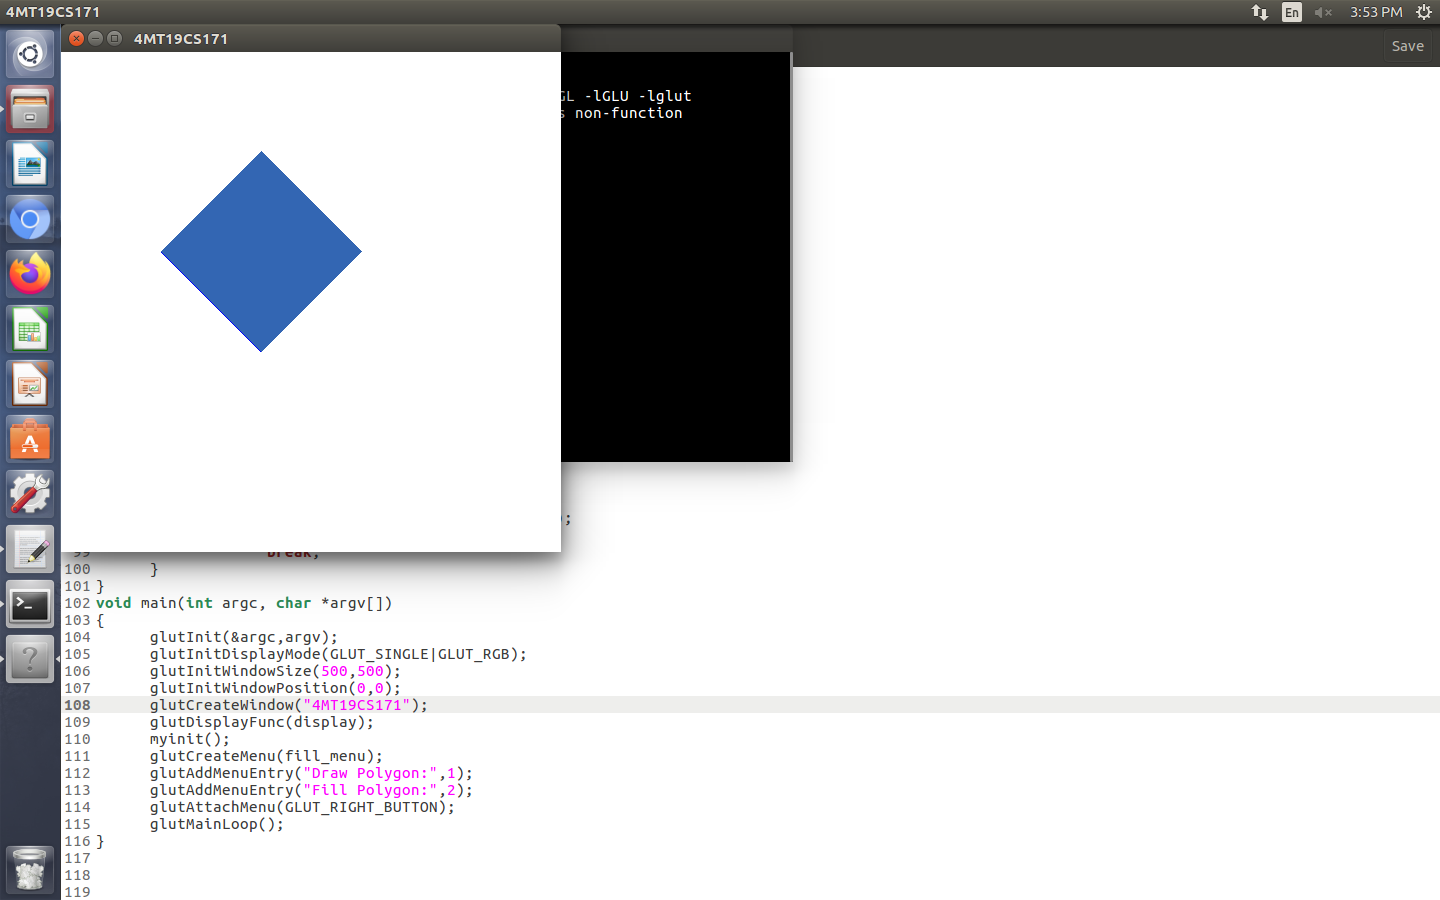 4MT19CS171
En
3:53 PM
4MT19CS171
Save
GL -lGLU -lglut
s non-function
);
99 break;
100 }
101 }
102 void main(int argc, char *argv[])
103 {
104 glutInit(&argc,argv);
105 glutInitDisplayMode(GLUT_SINGLE|GLUT_RGB);
106 glutInitWindowSize(500,500);
107 glutInitWindowPosition(0,0);
108 glutCreateWindow("4MT19CS171");
109 glutDisplayFunc(display);
110 myinit();
111 glutCreateMenu(fill_menu);
112 glutAddMenuEntry("Draw Polygon:",1);
113 glutAddMenuEntry("Fill Polygon:",2);
114 glutAttachMenu(GLUT_RIGHT_BUTTON);
115 glutMainLoop();
116 }
117
118
119